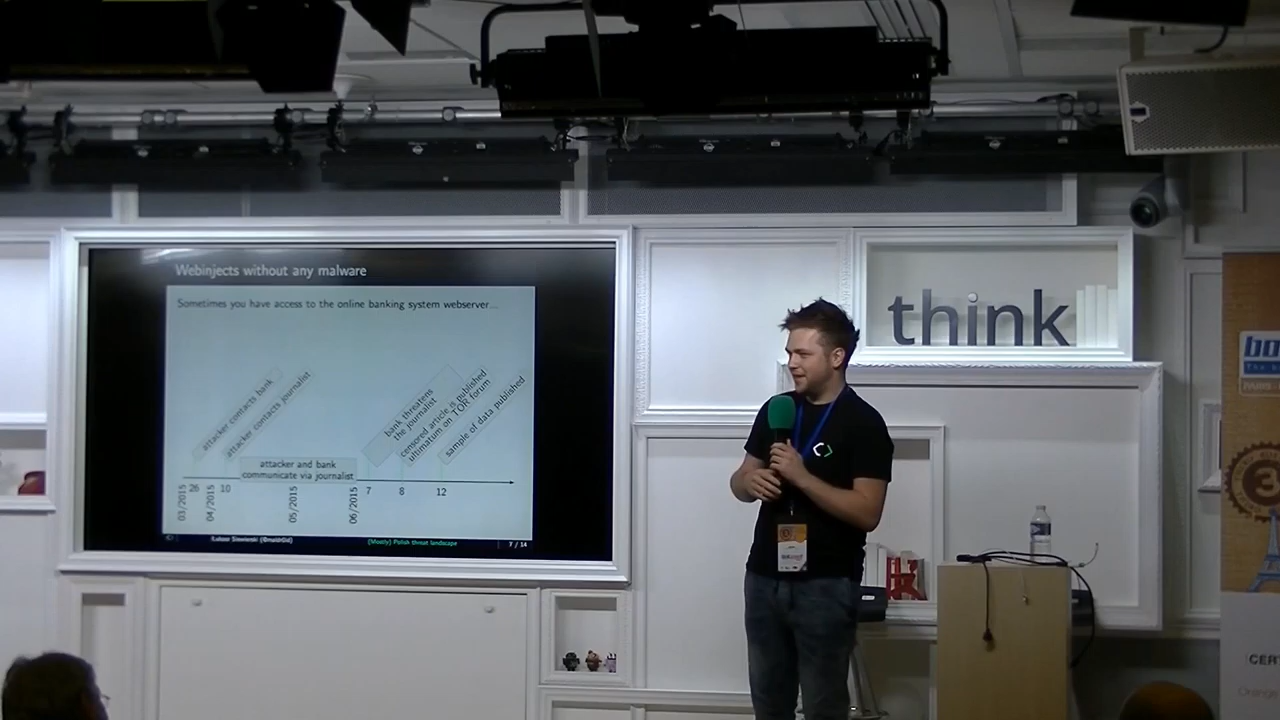 Webinjects without any malware
Sometimes you have access to the online banking system webserver...
attacker contacts bank
attacker contacts journalist
attacker and bank
communicate via journalist
bank threatens
the journalist
censored article is published
ultimatum on TOR forum
sample of data published
26 10 7 8 12
03/2015 04/2015 05/2015 06/2015
(Mostly) Polish threat landscape
7 / 14
think
PARIS
CER